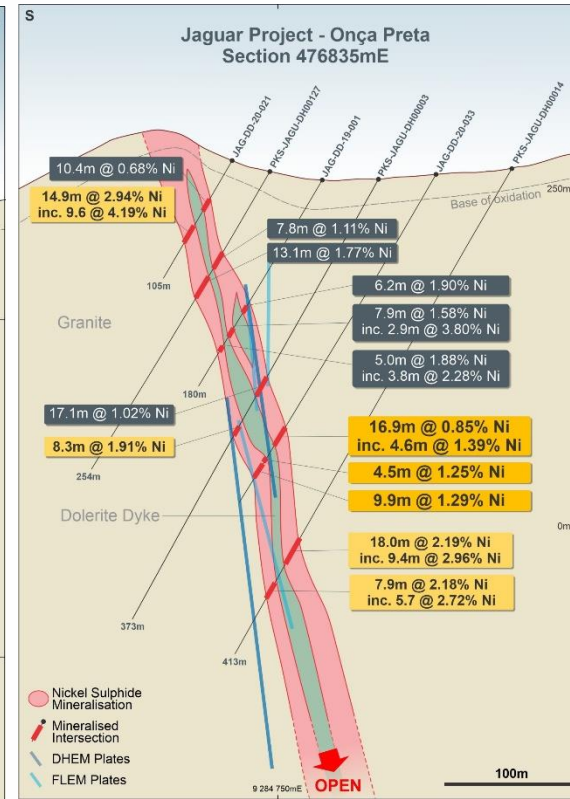 S
Jaguar Project - Onça Preta
Section 476835mE
JAG-DD-20-021
PKS-JAGU-DH00127
JAG-DD-19-001
PKS-JAGU-DH00003
JAG-DD-20-033
PKS-JAGU-DH00014
10.4m @ 0.68% Ni
14.9m @ 2.94% Ni
inc. 9.6 @ 4.19% Ni
250m
Base of oxidation
7.8m @ 1.11% Ni
13.1m @ 1.77% Ni
105m
6.2m @ 1.90% Ni
7.9m @ 1.58% Ni
inc. 2.9m @ 3.80% Ni
Granite
5.0m @ 1.88% Ni
inc. 3.8m @ 2.28% Ni
180m
17.1m @ 1.02% Ni
8.3m @ 1.91% Ni
16.9m @ 0.85% Ni
inc. 4.6m @ 1.39% Ni
254m
4.5m @ 1.25% Ni
9.9m @ 1.29% Ni
Dolerite Dyke
0m
18.0m @ 2.19% Ni
inc. 9.4m @ 2.96% Ni
7.9m @ 2.18% Ni
inc. 5.7 @ 2.72% Ni
373m
413m
Nickel Sulphide
Mineralisation
Mineralised
Intersection
DHEM Plates
FLEM Plates
9 284 750mE
OPEN
100m